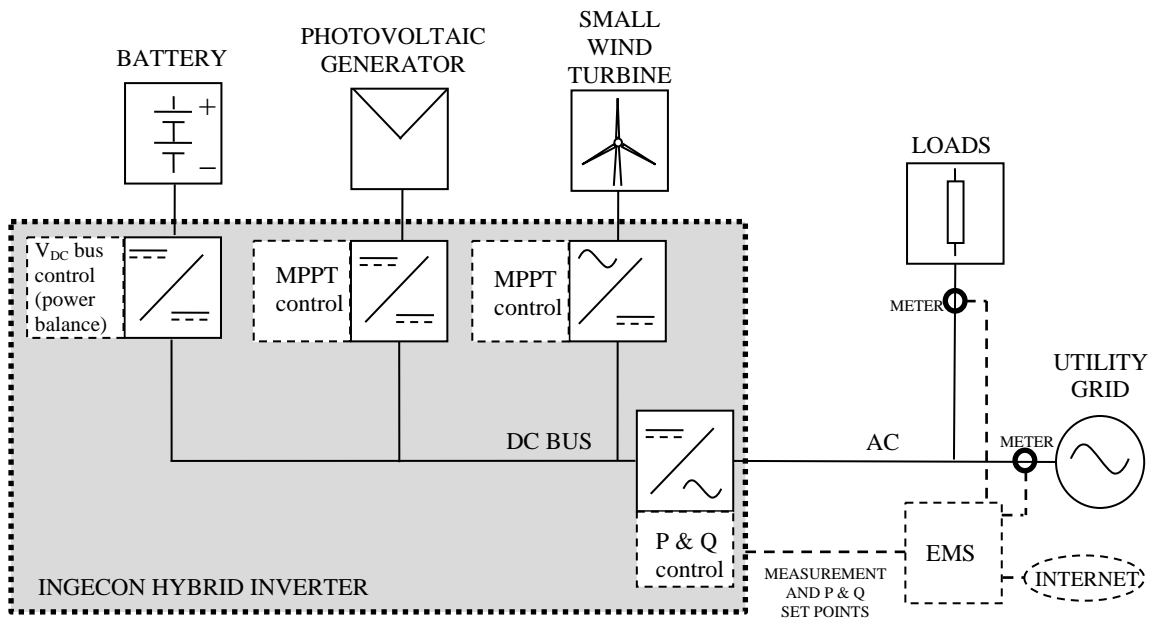 BATTERY
PHOTOVOLTAIC
GENERATOR
SMALL
WIND
TURBINE
+
−
LOADS
V_DC bus
control
(power
balance)
MPPT
control
MPPT
control
METER
UTILITY
GRID
METER
DC BUS
AC
P & Q
control
EMS
INTERNET
MEASUREMENT
AND P & Q
SET POINTS
INGECON HYBRID INVERTER